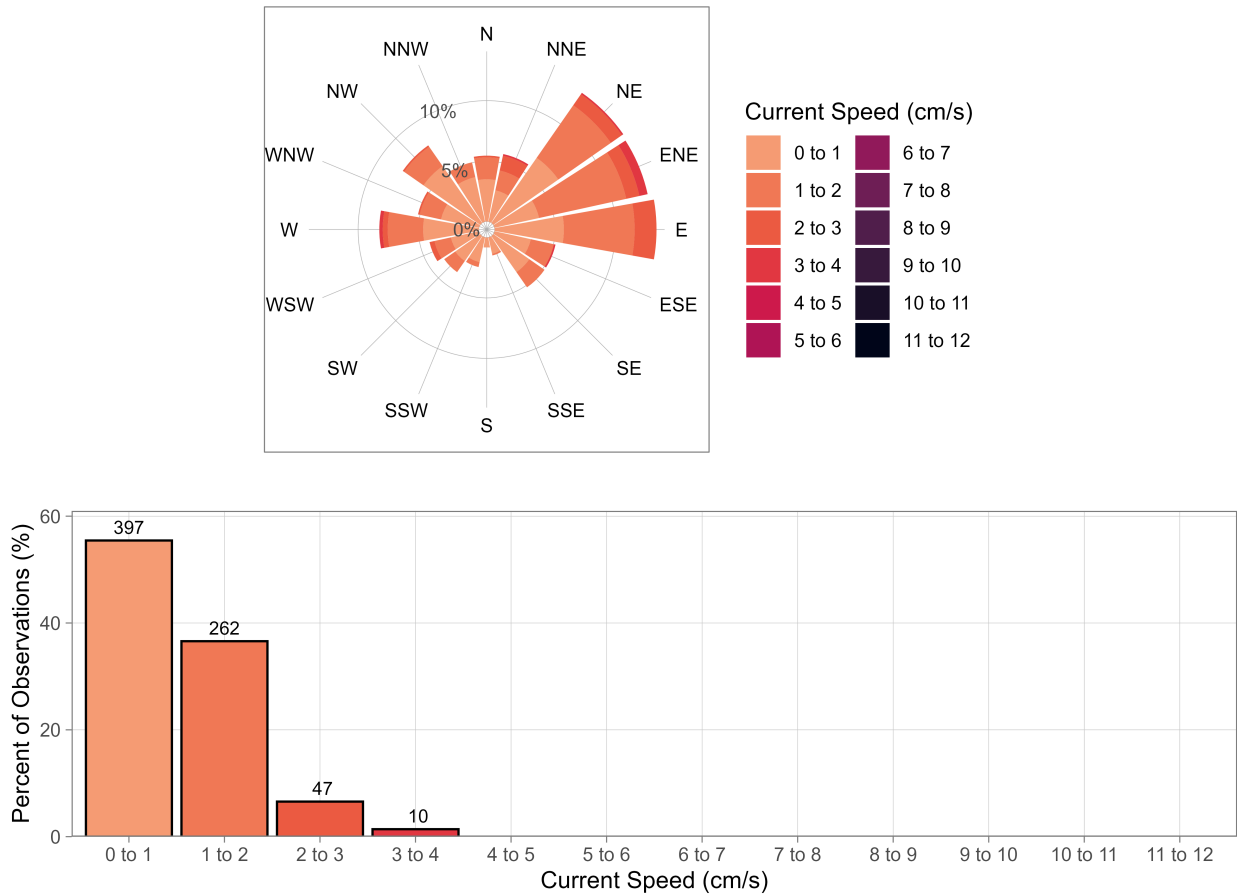 N
NNW
NNE
NW
NE
10%
WNW
ENE
5%
W
0%
E
WSW
ESE
SW
SE
SSW
SSE
S
Current Speed (cm/s)
0 to 1
6 to 7
1 to 2
7 to 8
2 to 3
8 to 9
3 to 4
9 to 10
4 to 5
10 to 11
5 to 6
11 to 12
Percent of Observations (%)
60
40
20
0
397
262
47
10
0 to 1
1 to 2
2 to 3
3 to 4
4 to 5
5 to 6
6 to 7
7 to 8
8 to 9
9 to 10
10 to 11
11 to 12
Current Speed (cm/s)